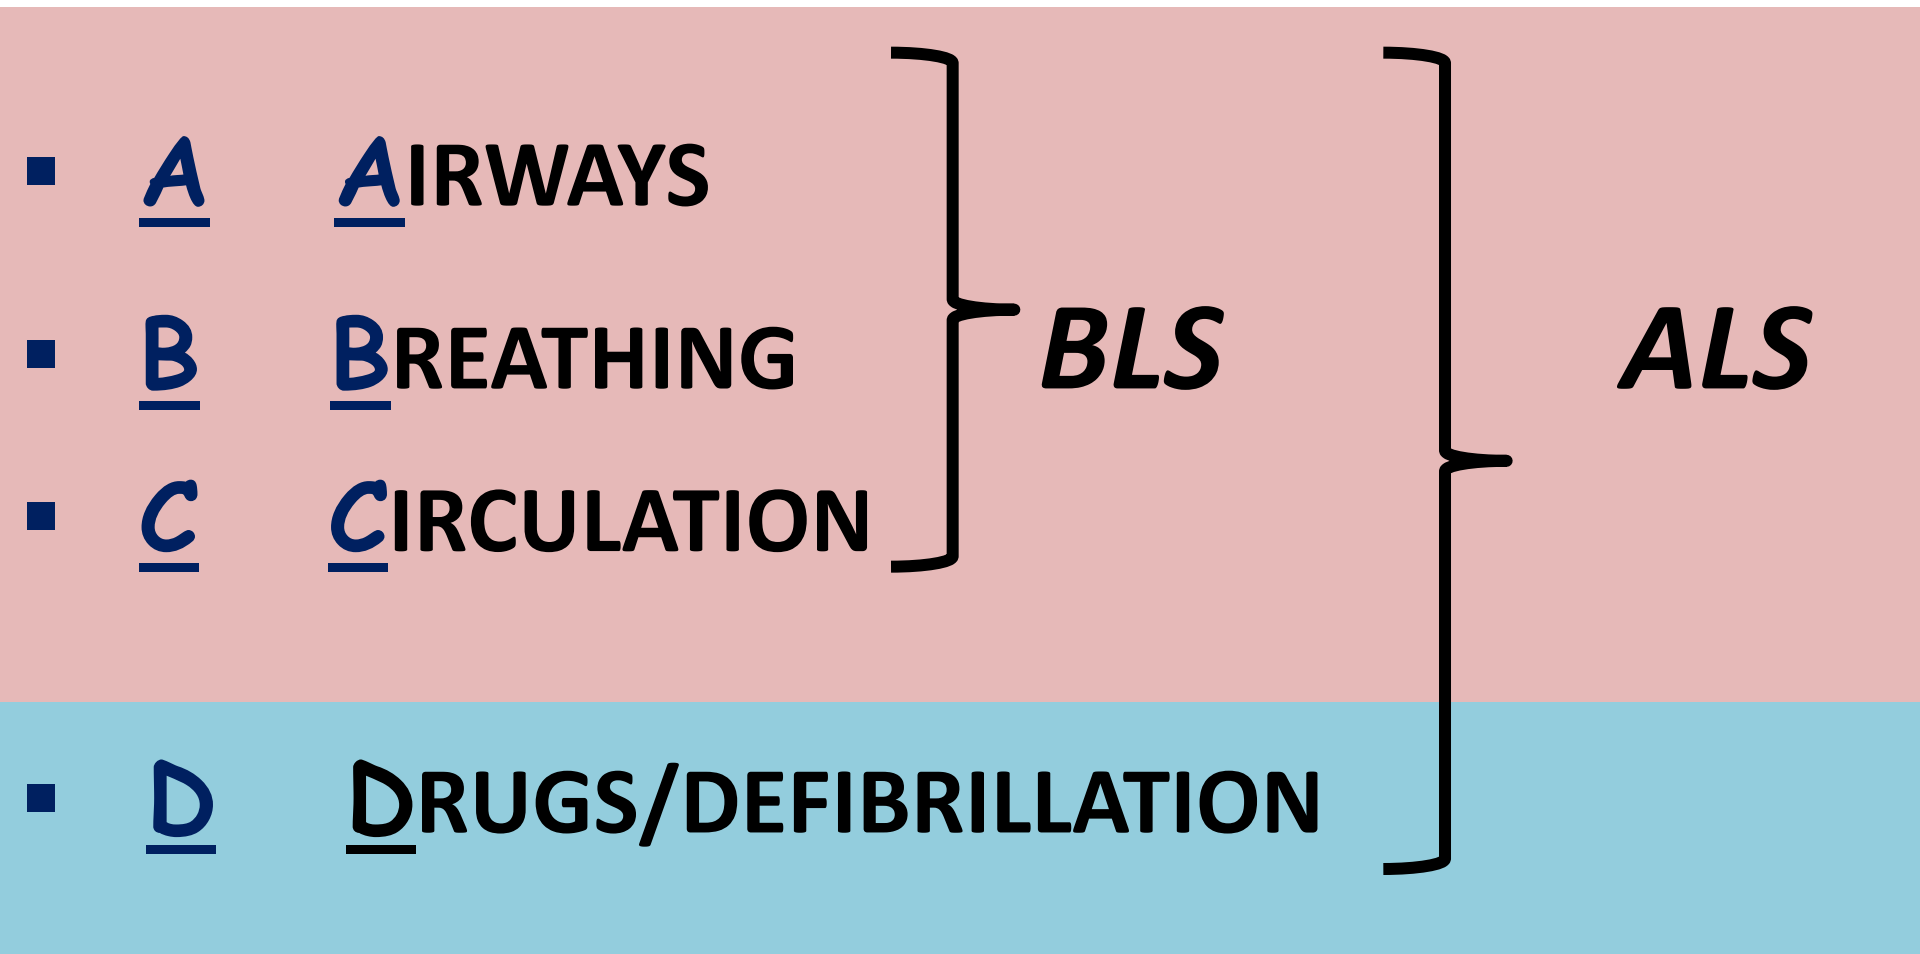 ▪ A AIRWAYS
▪ B BREATHING
▪ C CIRCULATION
BLS
▪ D DRUGS/DEFIBRILLATION
ALS